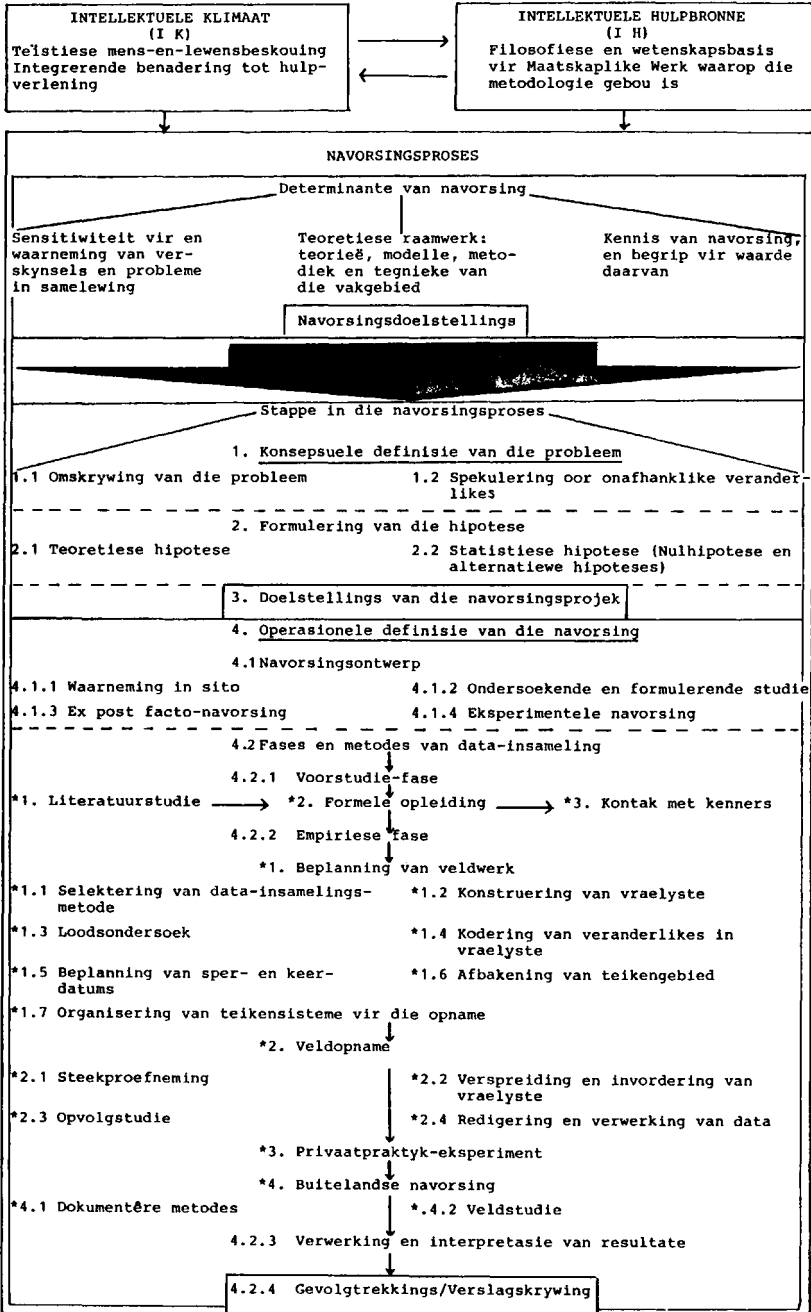 INTELLEKTUELE KLIMAAT
(I K)
Teïstiese mens-en-lewensbeskouing
Integrerende benadering tot hulp-
verlening
INTELLEKTUELE HULPBRONNE
(I H)
Filosofiese en wetenskapsbasis
vir Maatskaplike Werk waarop die
metodologie gebou is
NAVORSINGSPROSES
Determinante van navorsing
Sensitiwiteit vir en
waarneming van ver-
skynsels en probleme
in samelewing
Teoretiese raamwerk:
teorieë, modelle, meto-
diek en tegnieke van
die vakgebied
Kennis van navorsing,
en begrip vir waarde
daarvan
Navorsingsdoelstellings
Stappe in die navorsingsproses
1. Konsepsuele definisie van die probleem
1.1 Omskrywing van die probleem
1.2 Spekulering oor onafhanklike verander-
likes
2. Formulering van die hipotese
2.1 Teoretiese hipotese
2.2 Statistiese hipotese (Nulhipotese en
alternatiewe hipoteses)
3. Doelstellings van die navorsingsprojek
4. Operasionele definisie van die navorsing
4.1 Navorsingsontwerp
4.1.1 Waarneming in sito
4.1.2 Ondersoekende en formulerende studie
4.1.3 Ex post facto-navorsing
4.1.4 Eksperimentele navorsing
4.2 Fases en metodes van data-insameling
4.2.1 Voorstudie-fase
*1. Literatuurstudie
*2. Formele opleiding
*3. Kontak met kenners
4.2.2 Empiriese fase
*1. Beplanning van veldwerk
*1.1 Selektering van data-insamelings-
metode
*1.2 Konstruering van vraelyste
*1.3 Loodsondersoek
*1.4 Kodering van veranderlikes in
vraelyste
*1.5 Beplanning van sper- en keer-
datums
*1.6 Afbakening van teikengebied
*1.7 Organisering van teikensisteme vir die opname
*2. Veldopname
*2.1 Steekproefneming
*2.2 Verspreiding en invordering van
vraelyste
*2.3 Opvolgstudie
*2.4 Redigering en verwerking van data
*3. Privaatpraktyk-eksperiment
*4. Buitelandse navorsing
*4.1 Dokumentêre metodes
*.4.2 Veldstudie
4.2.3 Verwerking en interpretasie van resultate
4.2.4 Gevolgtrekkings/Verslagskrywing